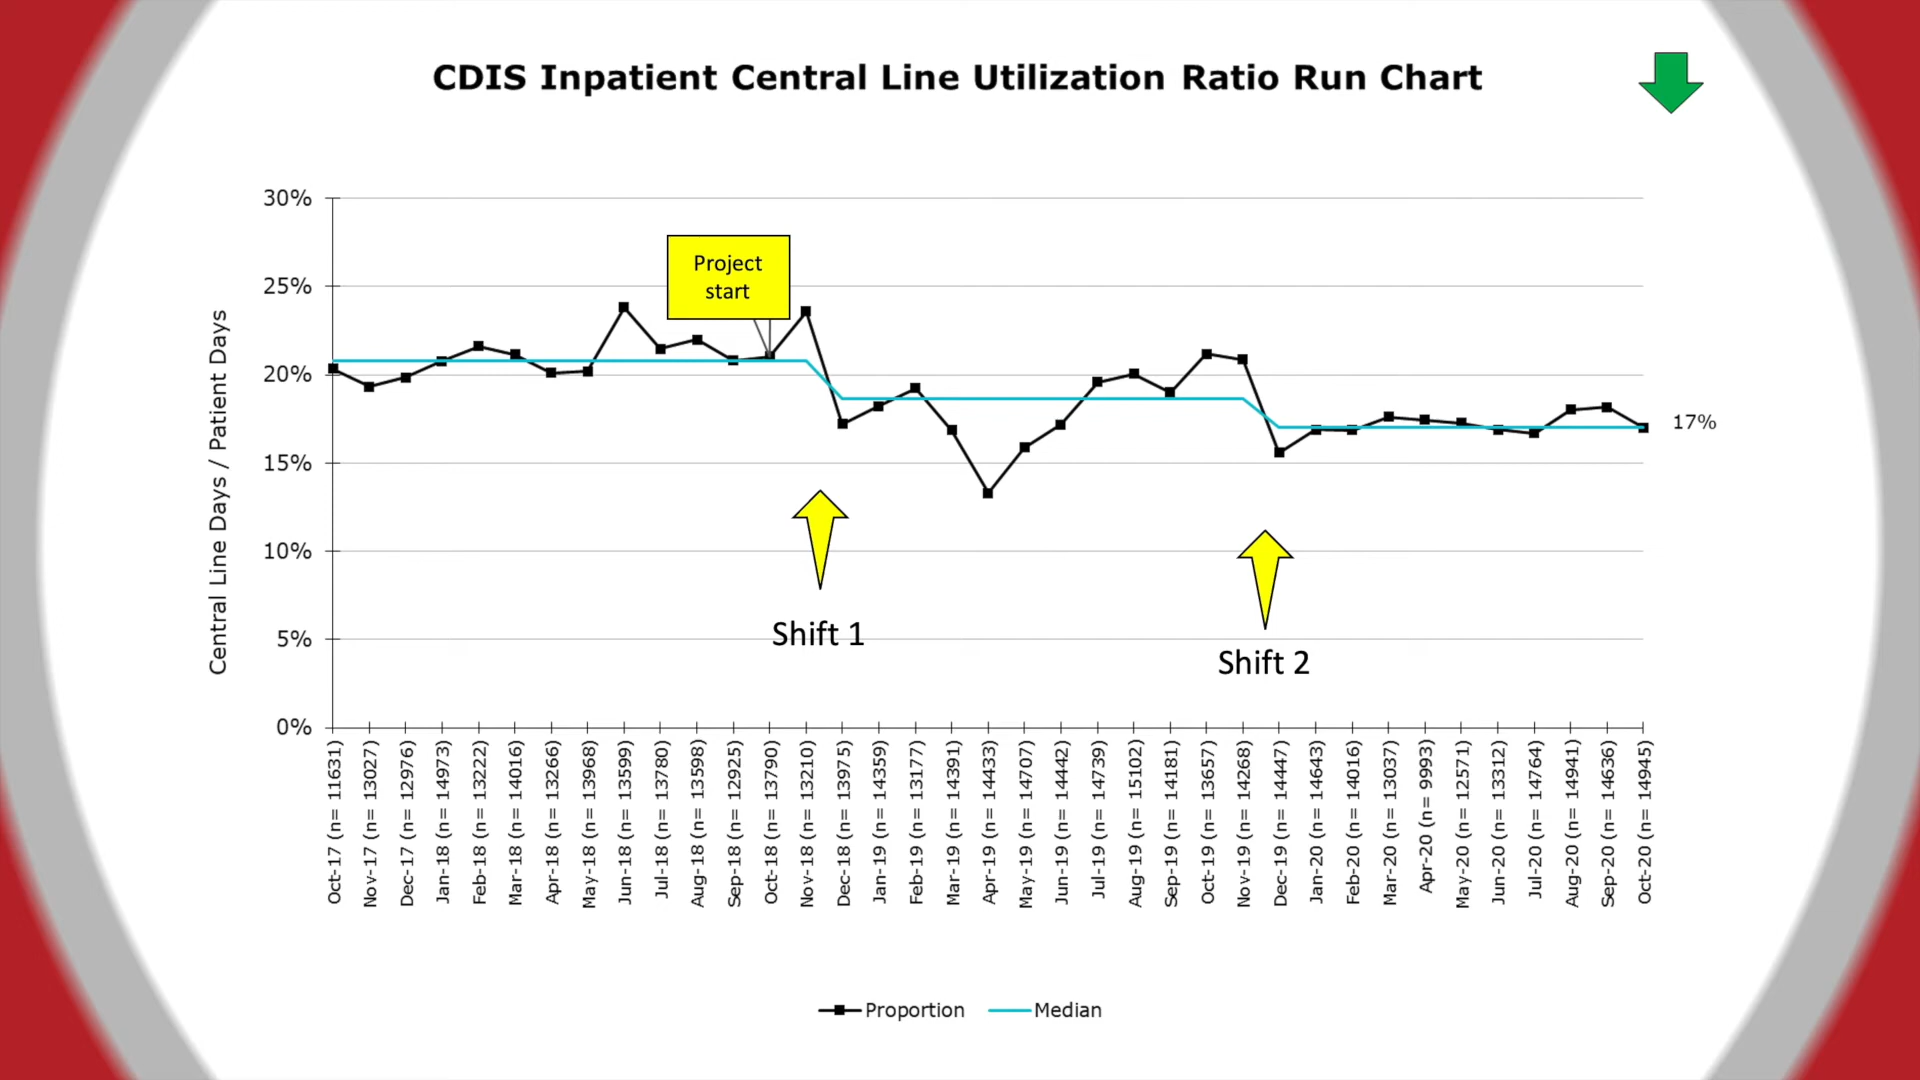 CDIS Inpatient Central Line Utilization Ratio Run Chart
30%
25%
20%
15%
10%
5%
0%
Central Line Days / Patient Days
Project
start
17%
Shift 1
Shift 2
Oct-17 (n= 11631)
Nov-17 (n= 13027)
Dec-17 (n= 12976)
Jan-18 (n= 14973)
Feb-18 (n= 13222)
Mar-18 (n= 14016)
Apr-18 (n= 13266)
May-18 (n= 13968)
Jun-18 (n= 13599)
Jul-18 (n= 13780)
Aug-18 (n= 13598)
Sep-18 (n= 12925)
Oct-18 (n= 13790)
Nov-18 (n= 13210)
Dec-18 (n= 13975)
Jan-19 (n= 14359)
Feb-19 (n= 13177)
Mar-19 (n= 14391)
Apr-19 (n= 14433)
May-19 (n= 14707)
Jun-19 (n= 14442)
Jul-19 (n= 14739)
Aug-19 (n= 15102)
Sep-19 (n= 14181)
Oct-19 (n= 13657)
Nov-19 (n= 14268)
Dec-19 (n= 14447)
Jan-20 (n= 14643)
Feb-20 (n= 14016)
Mar-20 (n= 13037)
Apr-20 (n= 9993)
May-20 (n= 12571)
Jun-20 (n= 13312)
Jul-20 (n= 14764)
Aug-20 (n= 14941)
Sep-20 (n= 14636)
Oct-20 (n= 14945)
Proportion
Median